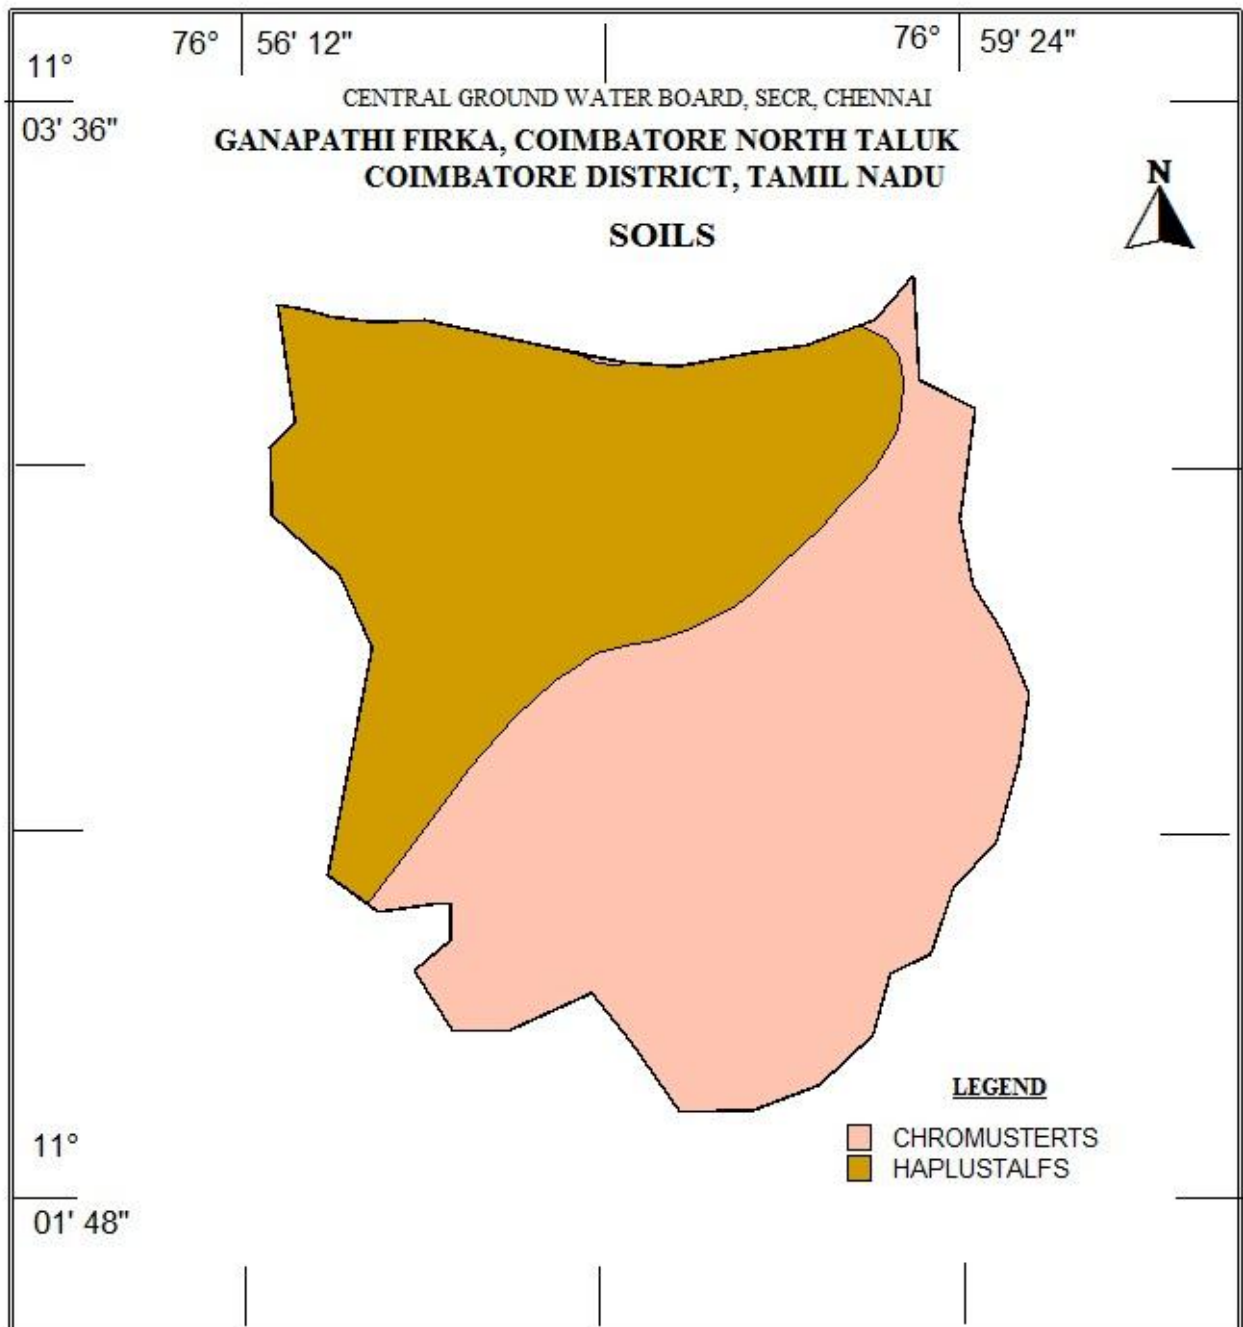 76° 56' 12" 76° 59' 24"
11°
03' 36"
CENTRAL GROUND WATER BOARD, SECR, CHENNAI
GANAPATHI FIRKA, COIMBATORE NORTH TALUK
COIMBATORE DISTRICT, TAMIL NADU
N
SOILS
LEGEND
CHROMUSTERTS
HAPLUSTALFS
11°
01' 48"